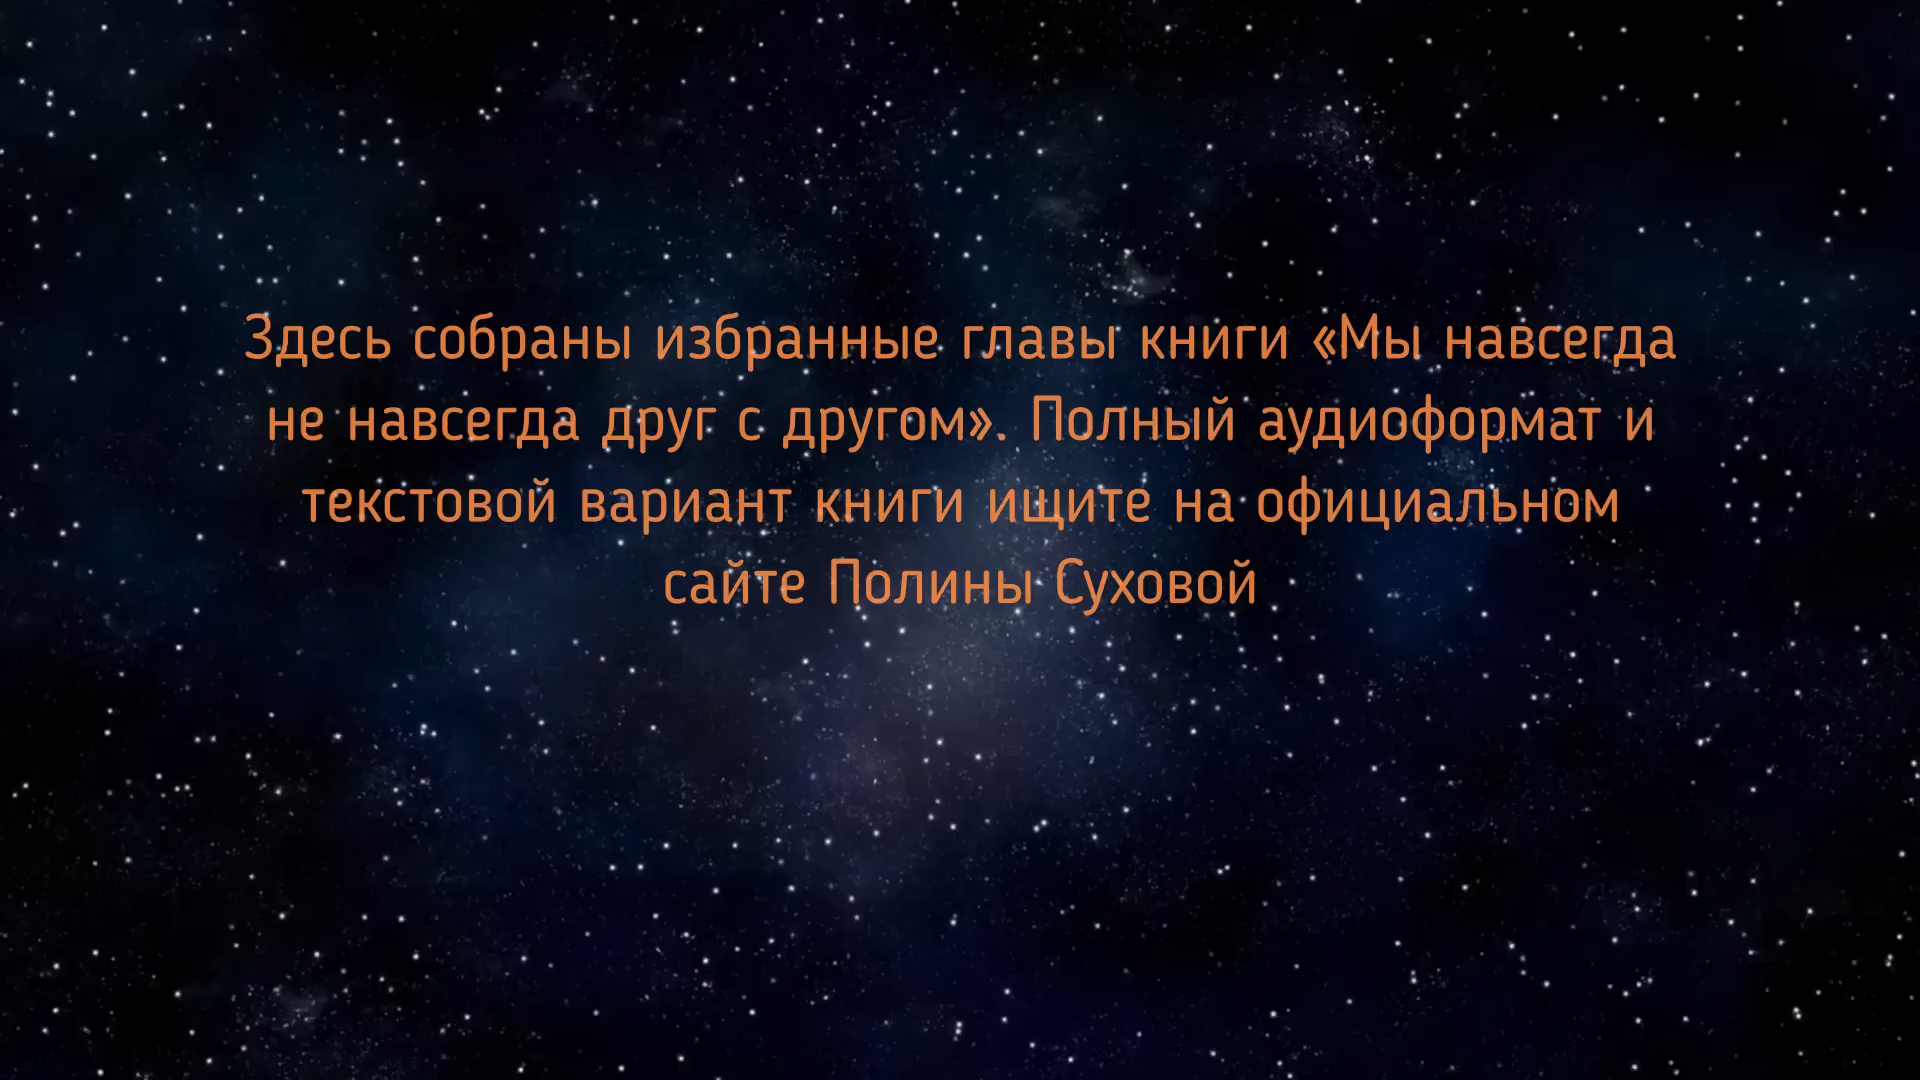 Здесь собраны избранные главы книги «Мы навсегда
не навсегда друг с другом». Полный аудиоформат и
текстовой вариант книги ищите на официальном
сайте Полины Суховой